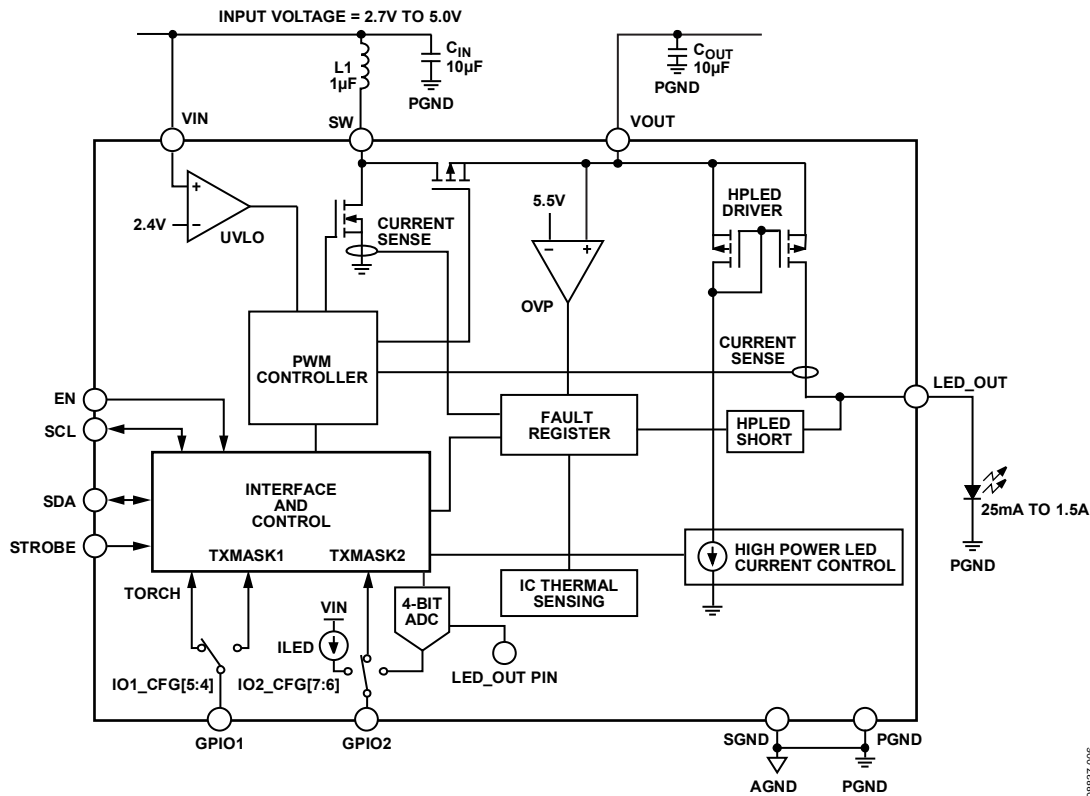 INPUT VOLTAGE = 2.7V TO 5.0V
L1
1µF
CIN
10µF
PGND
COUT
10µF
PGND
VIN
SW
VOUT
2.4V
UVLO
CURRENT
SENSE
5.5V
OVP
HPLED
DRIVER
PWM
CONTROLLER
CURRENT
SENSE
LED_OUT
EN
SCL
SDA
STROBE
FAULT
REGISTER
HPLED
SHORT
INTERFACE
AND
CONTROL
TXMASK1
TXMASK2
25mA TO 1.5A
PGND
HIGH POWER LED
CURRENT CONTROL
IC THERMAL
SENSING
TORCH
VIN
ILED
4-BIT
ADC
LED_OUT PIN
IO1_CFG[5:4]
IO2_CFG[7:6]
GPIO1
GPIO2
SGND
PGND
AGND
PGND